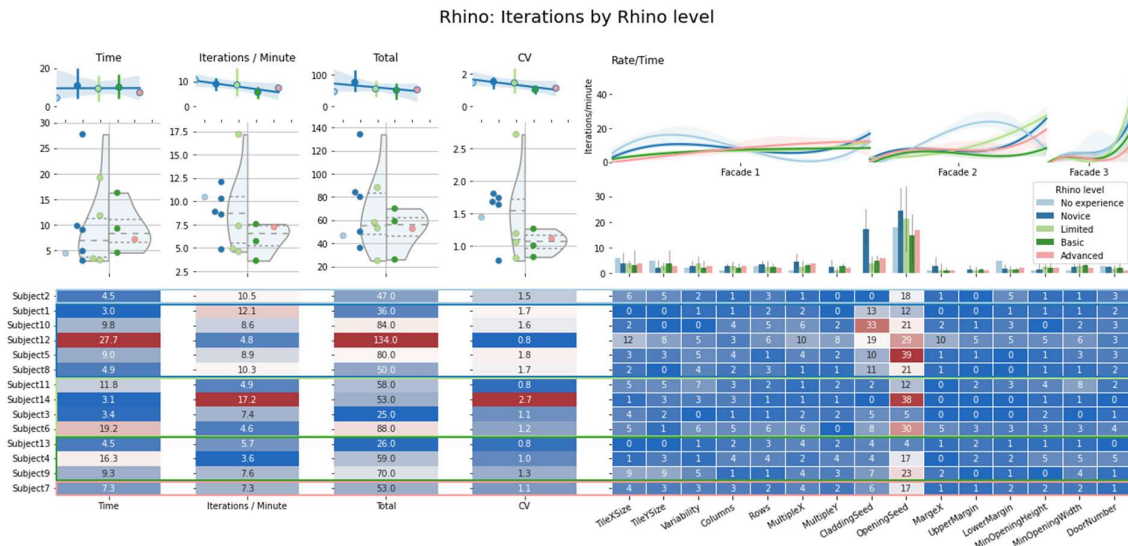 Rhino: Iterations by Rhino level
Time
Iterations / Minute
Total
CV
Rate/Time
20
0
10
0
100
0
2
0
Iterations/minute
40
20
0
Facade 1
Facade 2
Facade 3
30
25
20
15
10
5
17.5
15.0
12.5
10.0
7.5
5.0
2.5
140
120
100
80
60
40
20
2.5
2.0
1.5
1.0
30
20
10
0
Rhino level
No experience
Novice
Limited
Basic
Advanced
Subject2 4.5 10.5 47.0 1.5 6 5 2 1 3 1 0 0 18 1 0 5 1 1 3
Subject1 3.0 12.1 36.0 1.7 0 0 1 1 2 2 0 13 12 0 0 1 1 1 2
Subject10 9.8 8.6 84.0 1.6 2 0 0 4 5 6 2 33 21 2 1 3 0 2 3
Subject12 27.7 4.8 134.0 0.8 12 8 5 3 6 10 8 19 29 10 3 3 5 6 7
Subject5 9.0 8.9 80.0 1.8 3 3 5 4 1 4 2 10 39 1 1 0 1 3 3
Subject8 4.9 10.3 50.0 1.7 2 0 4 2 3 1 0 11 21 1 0 1 1 1 2
Subject11 11.8 4.9 58.0 0.8 5 5 7 3 2 1 2 2 12 0 2 3 4 8 2
Subject14 3.1 17.2 53.0 2.7 1 3 3 3 1 1 0 1 38 0 1 0 1 0 1
Subject3 3.4 7.4 25.0 1.1 4 2 0 1 1 2 1 5 5 0 0 1 2 0 1
Subject6 19.2 4.6 88.0 1.2 5 1 6 5 6 6 0 8 30 5 3 3 3 3 4
Subject13 4.5 5.7 26.0 0.8 0 0 1 2 3 4 2 4 4 2 1 1 1 1 0
Subject4 16.3 3.6 59.0 1.0 1 3 1 4 4 2 3 4 17 0 2 3 5 5 5
Subject9 9.3 7.6 70.0 1.3 9 9 5 1 1 4 3 7 23 0 1 1 0 4 1
Subject7 7.3 7.3 53.0 1.1 4 3 3 3 2 4 2 6 17 1 1 2 2 2 1
Time
Iterations / Minute
Total
CV
TileXSize
TileYSize
Variability
Columns
Rows
MultipleX
MultipleY
CladdingSeed
OpeningSeed
MargeX
UpperMargin
LowerMargin
MinOpeningHeight
MinOpeningWidth
DoorNumber